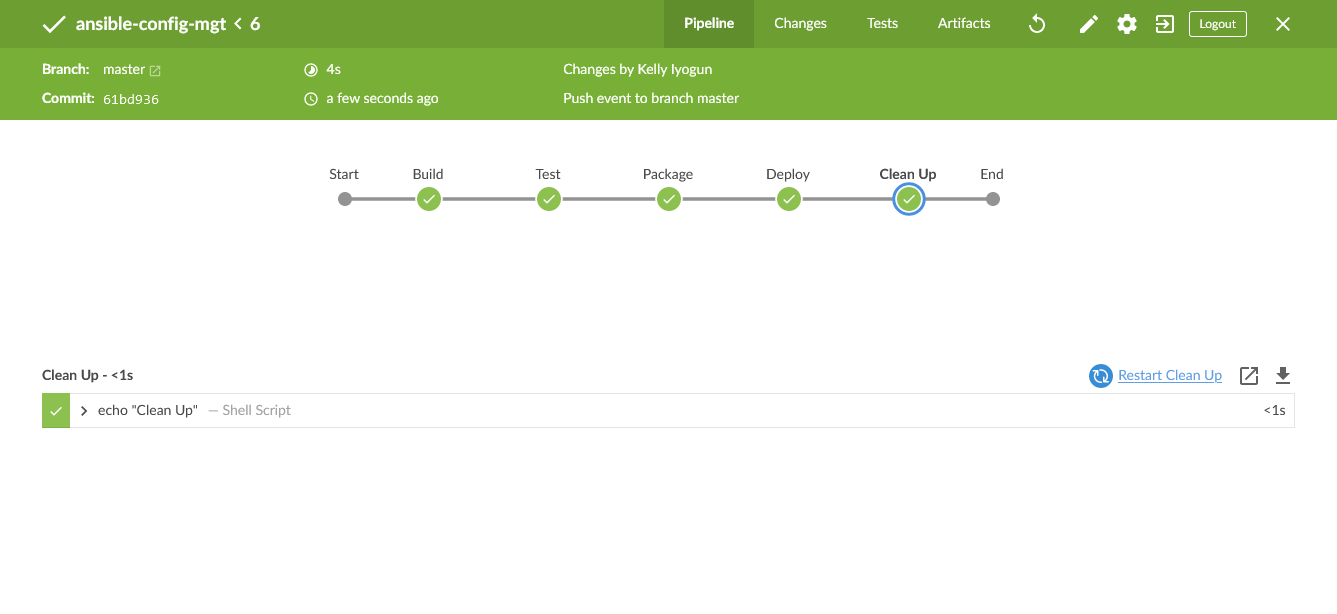 ansible-config-mgt < 6
Pipeline
Changes
Tests
Artifacts
Logout
Branch: master
4s
Changes by Kelly Iyogun
Commit: 61bd936
a few seconds ago
Push event to branch master
Start
Build
Test
Package
Deploy
Clean Up
End
Clean Up - <1s
Restart Clean Up
echo "Clean Up" — Shell Script
<1s